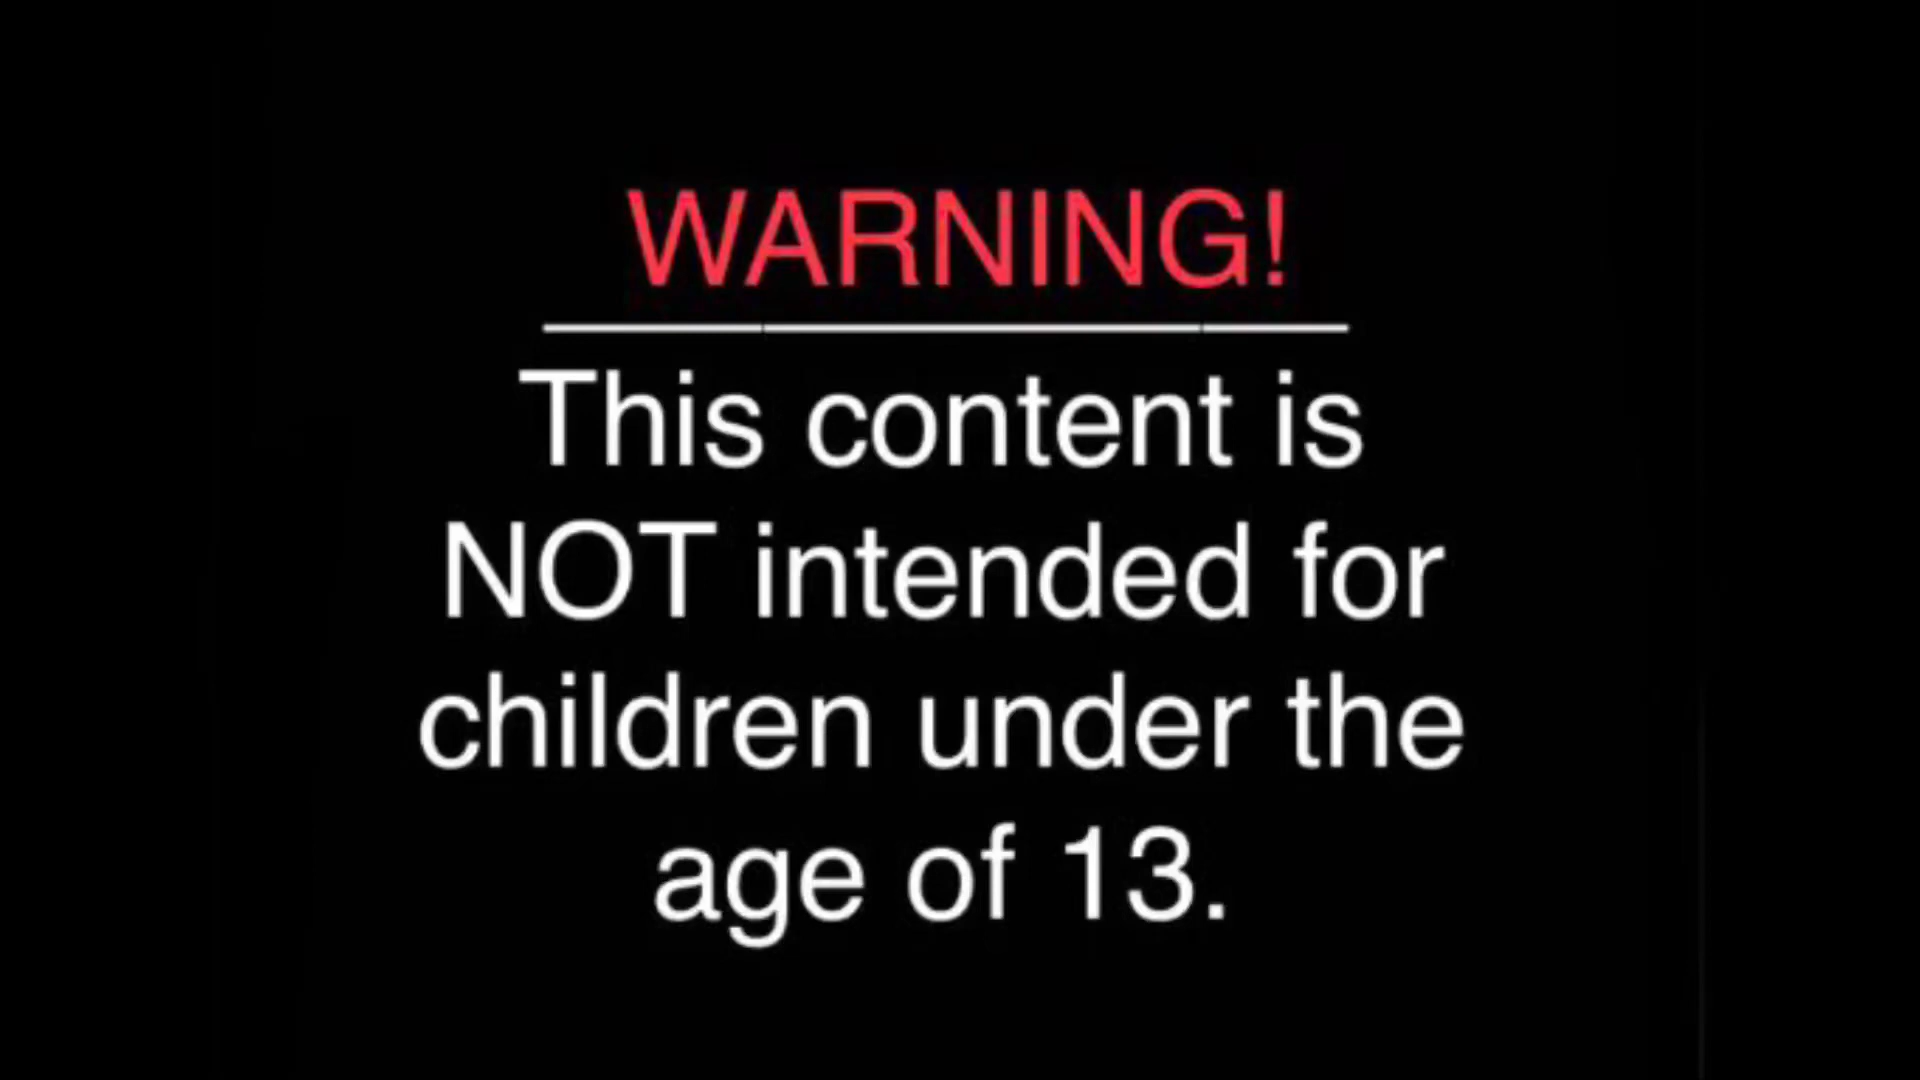 WARNING!
This content is
NOT intended for
children under the
age of 13.